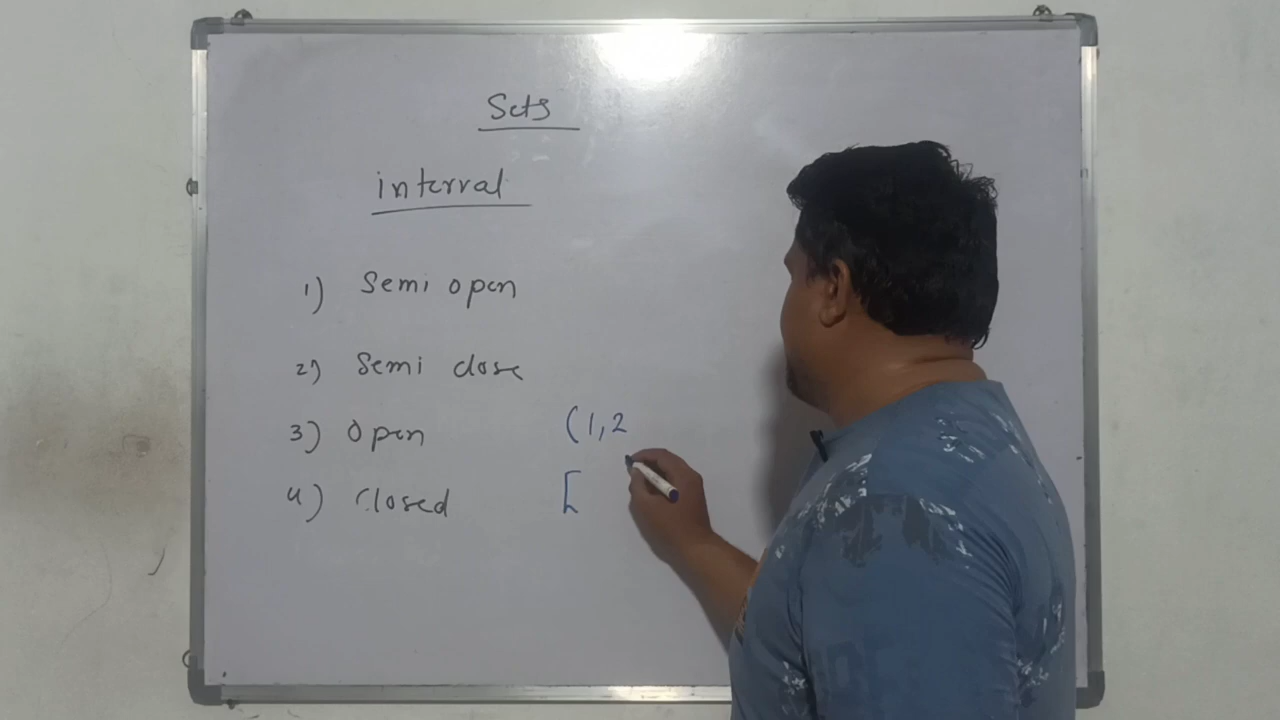 Sets
interval
1) Semi open
2) Semi close
3) open (1,2
4) Closed [